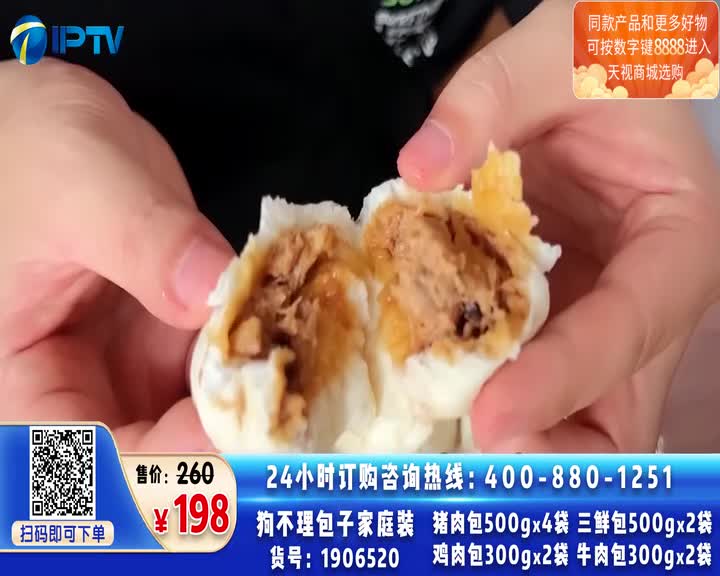 IPTV
同款产品和更多好物
可按数字键8888进入
天视商城选购
扫码即可下单
售价：260
¥198
24小时订购咨询热线：400-880-1251
狗不理包子家庭装
货号：1906520
猪肉包500gx4袋 三鲜包500gx2袋
鸡肉包300gx2袋 牛肉包300gx2袋